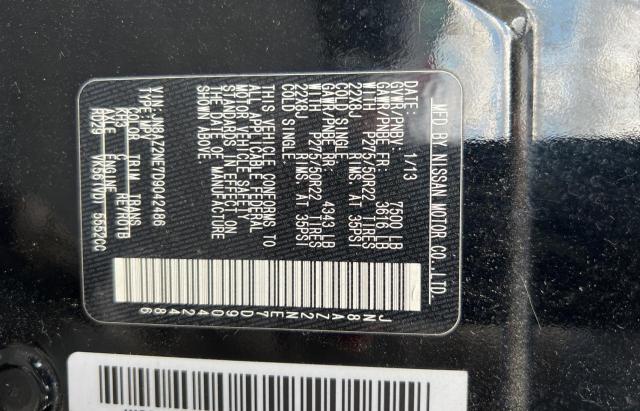 MFD BY NISSAN MOTOR CO.,LTD.
DATE: 1/13
GVWR/PNBV: 7500 LB
GAWR/PNBE FR: 3616 LB
WITH P275/50R22 TIRES
22X8J RIMS, AT 35PSI
COLD SINGLE
GAWR/PNBE RR: 4343 LB
WITH P275/50R22 TIRES
22X8J RIMS, AT 35PSI
COLD SINGLE
THIS VEHICLE CONFORMS TO
ALL APPLICABLE FEDERAL
MOTOR VEHICLE SAFETY
STANDARDS IN EFFECT ON
THE DATE OF MANUFACTURE
SHOWN ABOVE.
VIN: JN8AZ2NE7D9042486
TYPE: MPV
COLOR TRIM TRANS
KH3 C RE7R01B
ENGINE
VK56(VD) 5552CC
JN8AZ2NE7D9042486